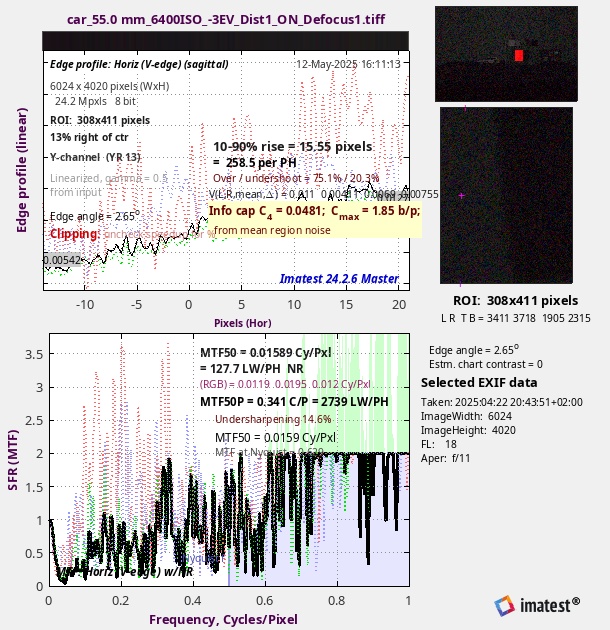 car_55.0 mm_6400ISO_-3EV_Dist1_ON_Defocus1.tiff
Edge profile: Horiz (V-edge) (sagittal)
12-May-2025 16:11:13
6024 x 4020 pixels (WxH)
24.2 Mpxls 8 bit
ROI: 308x411 pixels
13% right of ctr
Y-channel (YR 13)
Linearized, gamma = 0.5
from input
Edge angle = 2.65o
Clipping:
0.00542
10-90% rise = 15.55 pixels
= 258.5 per PH
Over / undershoot = 75.1% / 20.3%
Info cap C4 = 0.0481; Cmax = 1.85 b/p;
from mean region noise
Imatest 24.2.6 Master
Edge profile (linear)
-10 -5 0 5 10 15 20
Pixels (Hor)
ROI: 308x411 pixels
L R T B = 3411 3718 1905 2315
Edge angle = 2.65o
Estm. chart contrast = 0
Selected EXIF data
Taken: 2025:04:22 20:43:51+02:00
ImageWidth: 6024
ImageHeight: 4020
FL: 18
Aper: f/11
MTF50 = 0.01589 Cy/Pxl
= 127.7 LW/PH NR
(RGB) = 0.0119 0.0195 0.012 Cy/Pxl
MTF50P = 0.341 C/P = 2739 LW/PH
Undersharpening 14.6%
MTF50 = 0.0159 Cy/Pxl
MTF at Nyquist =
SFR (MTF)
3.5
3
2.5
2
1.5
1
0.5
0
Horiz (V-edge) w/NR
0 0.2 0.4 0.6 0.8 1
Frequency, Cycles/Pixel
imatest®